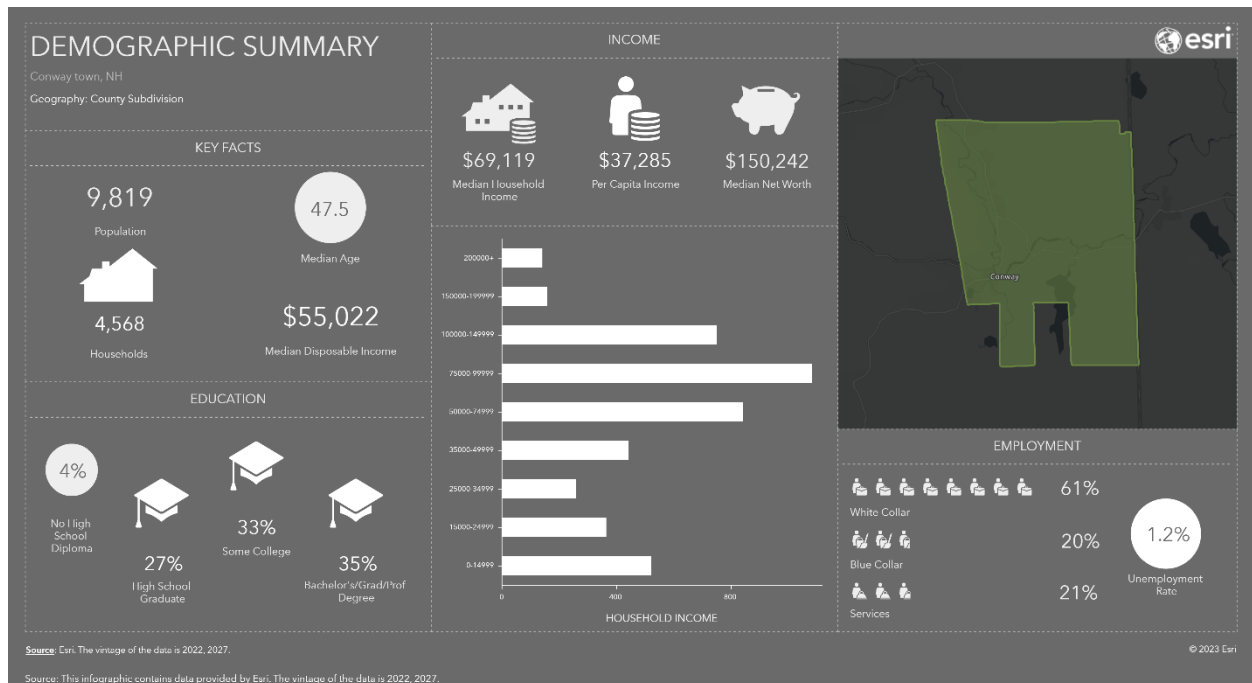 DEMOGRAPHIC SUMMARY
Conway town, NH
Geography: County Subdivision
KEY FACTS
9,819
Population
47.5
Median Age
4,568
Households
$55,022
Median Disposable Income
EDUCATION
4%
No High
School
Diploma
27%
High School
Graduate
33%
Some College
35%
Bachelor's/Grad/Prof
Degree
INCOME
$69,119
Median Household
Income
$37,285
Per Capita Income
$150,242
Median Net Worth
200000+
150000-199999
100000-149999
75000-99999
50000-74999
35000-49999
25000-34999
15000-24999
0-14999
0
400
800
HOUSEHOLD INCOME
esri
Conway
EMPLOYMENT
61%
White Collar
20%
Blue Collar
21%
Services
1.2%
Unemployment
Rate
Source: Esri. The vintage of the data is 2022, 2027.
© 2023 Esri
Source: This infographic contains data provided by Esri. The vintage of the data is 2022, 2027.